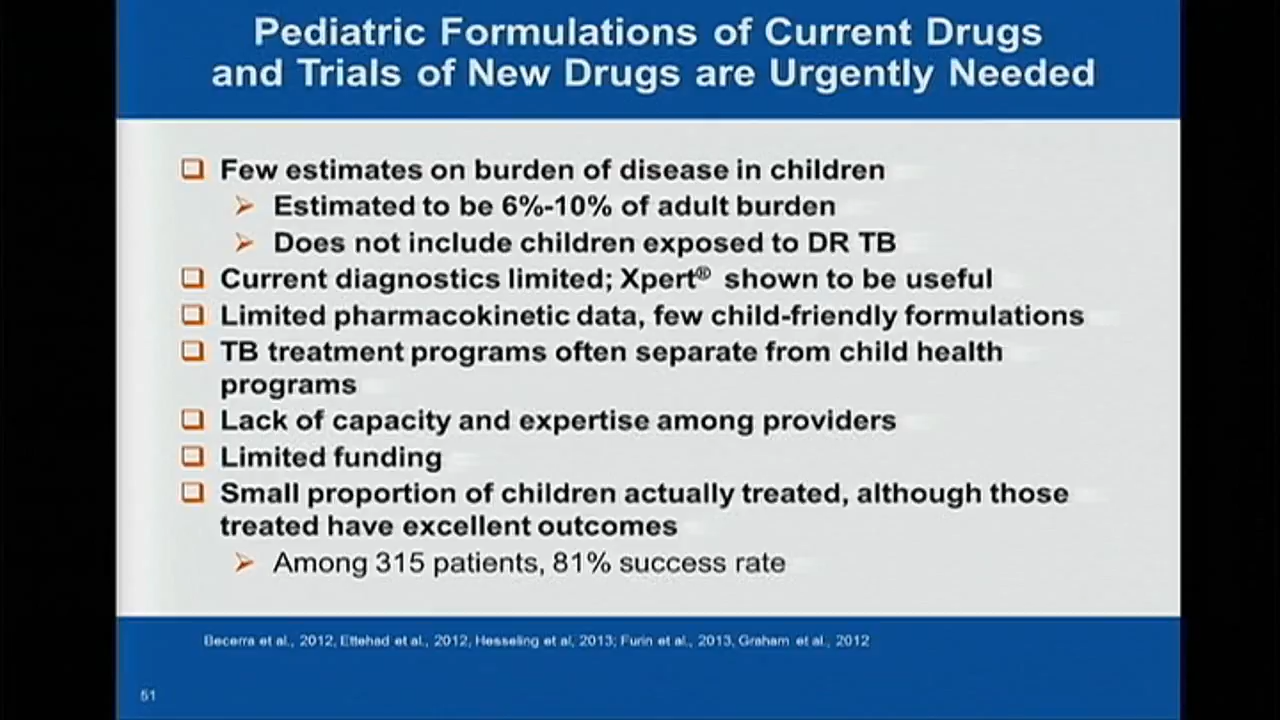 Pediatric Formulations of Current Drugs
and Trials of New Drugs are Urgently Needed
Few estimates on burden of disease in children
Estimated to be 6%-10% of adult burden
Does not include children exposed to DR TB
Current diagnostics limited; Xpert® shown to be useful
Limited pharmacokinetic data, few child-friendly formulations
TB treatment programs often separate from child health
programs
Lack of capacity and expertise among providers
Limited funding
Small proportion of children actually treated, although those
treated have excellent outcomes
Among 315 patients, 81% success rate
Becerra et al., 2012, Ettehad et al., 2012, Hesseling et al, 2013; Furin et al., 2013, Graham et al., 2012
51